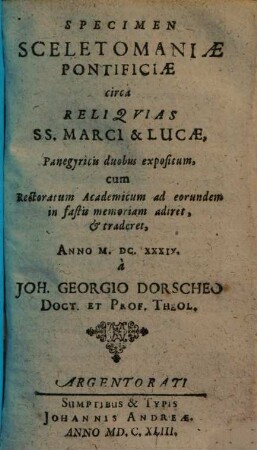 SPECIMEN
SCELETOMANIÆ
PONTIFICIÆ
circà
RELIQVIAS
SS. MARCI & LUCÆ,
Panegyricis duobus expositum,
cum
Rectoratum Academicum ad eorundem
in fastis memoriam adiret,
& traderet,
ANNO M. DC. XXXIV.
à
JOH. GEORGIO DORSCHEO
DOCT. ET PROF. THEOL.
ARGENTORATI
SUMPTIBUS & TYPIS
JOHANNIS ANDREÆ.
ANNO MD. C. XLIII.